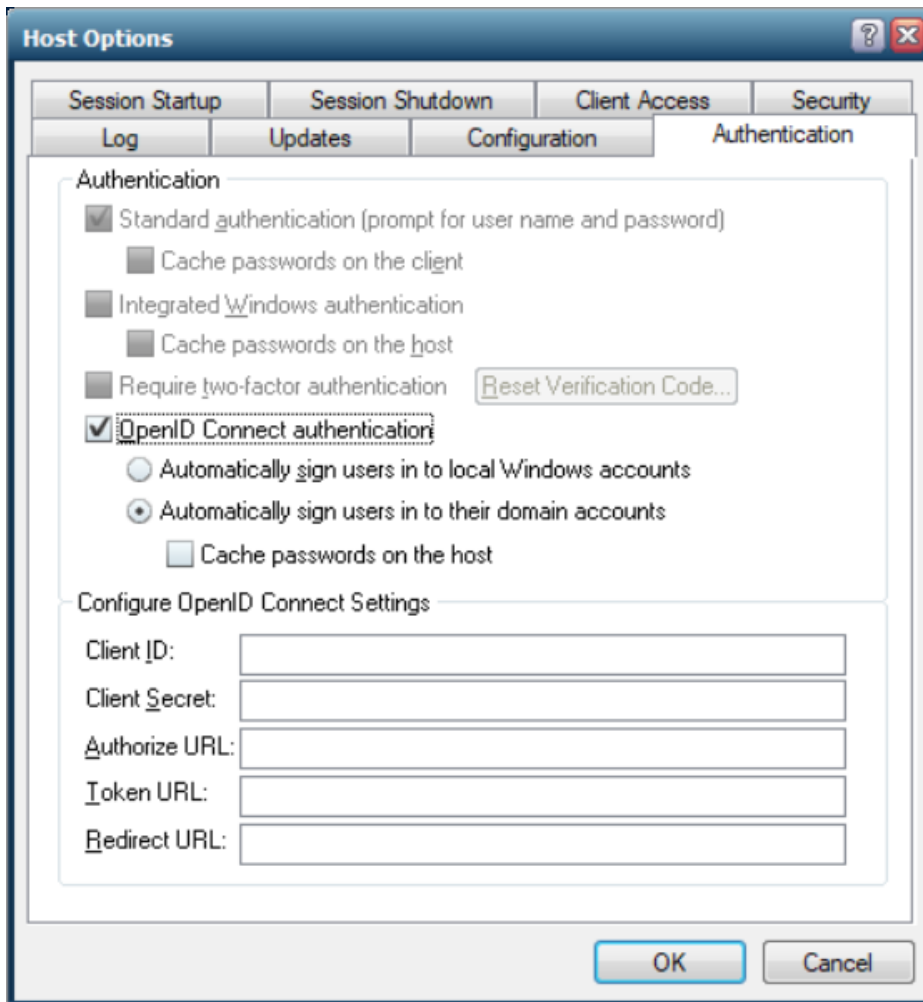 Host Options
Session Startup Session Shutdown Client Access Security
Log Updates Configuration Authentication
Authentication
Standard authentication (prompt for user name and password)
Cache passwords on the client
Integrated Windows authentication
Cache passwords on the host
Require two-factor authentication Reset Verification Code...
OpenID Connect authentication
Automatically sign users in to local Windows accounts
Automatically sign users in to their domain accounts
Cache passwords on the host
Configure OpenID Connect Settings
Client ID:
Client Secret:
Authorize URL:
Token URL:
Redirect URL:
OK Cancel